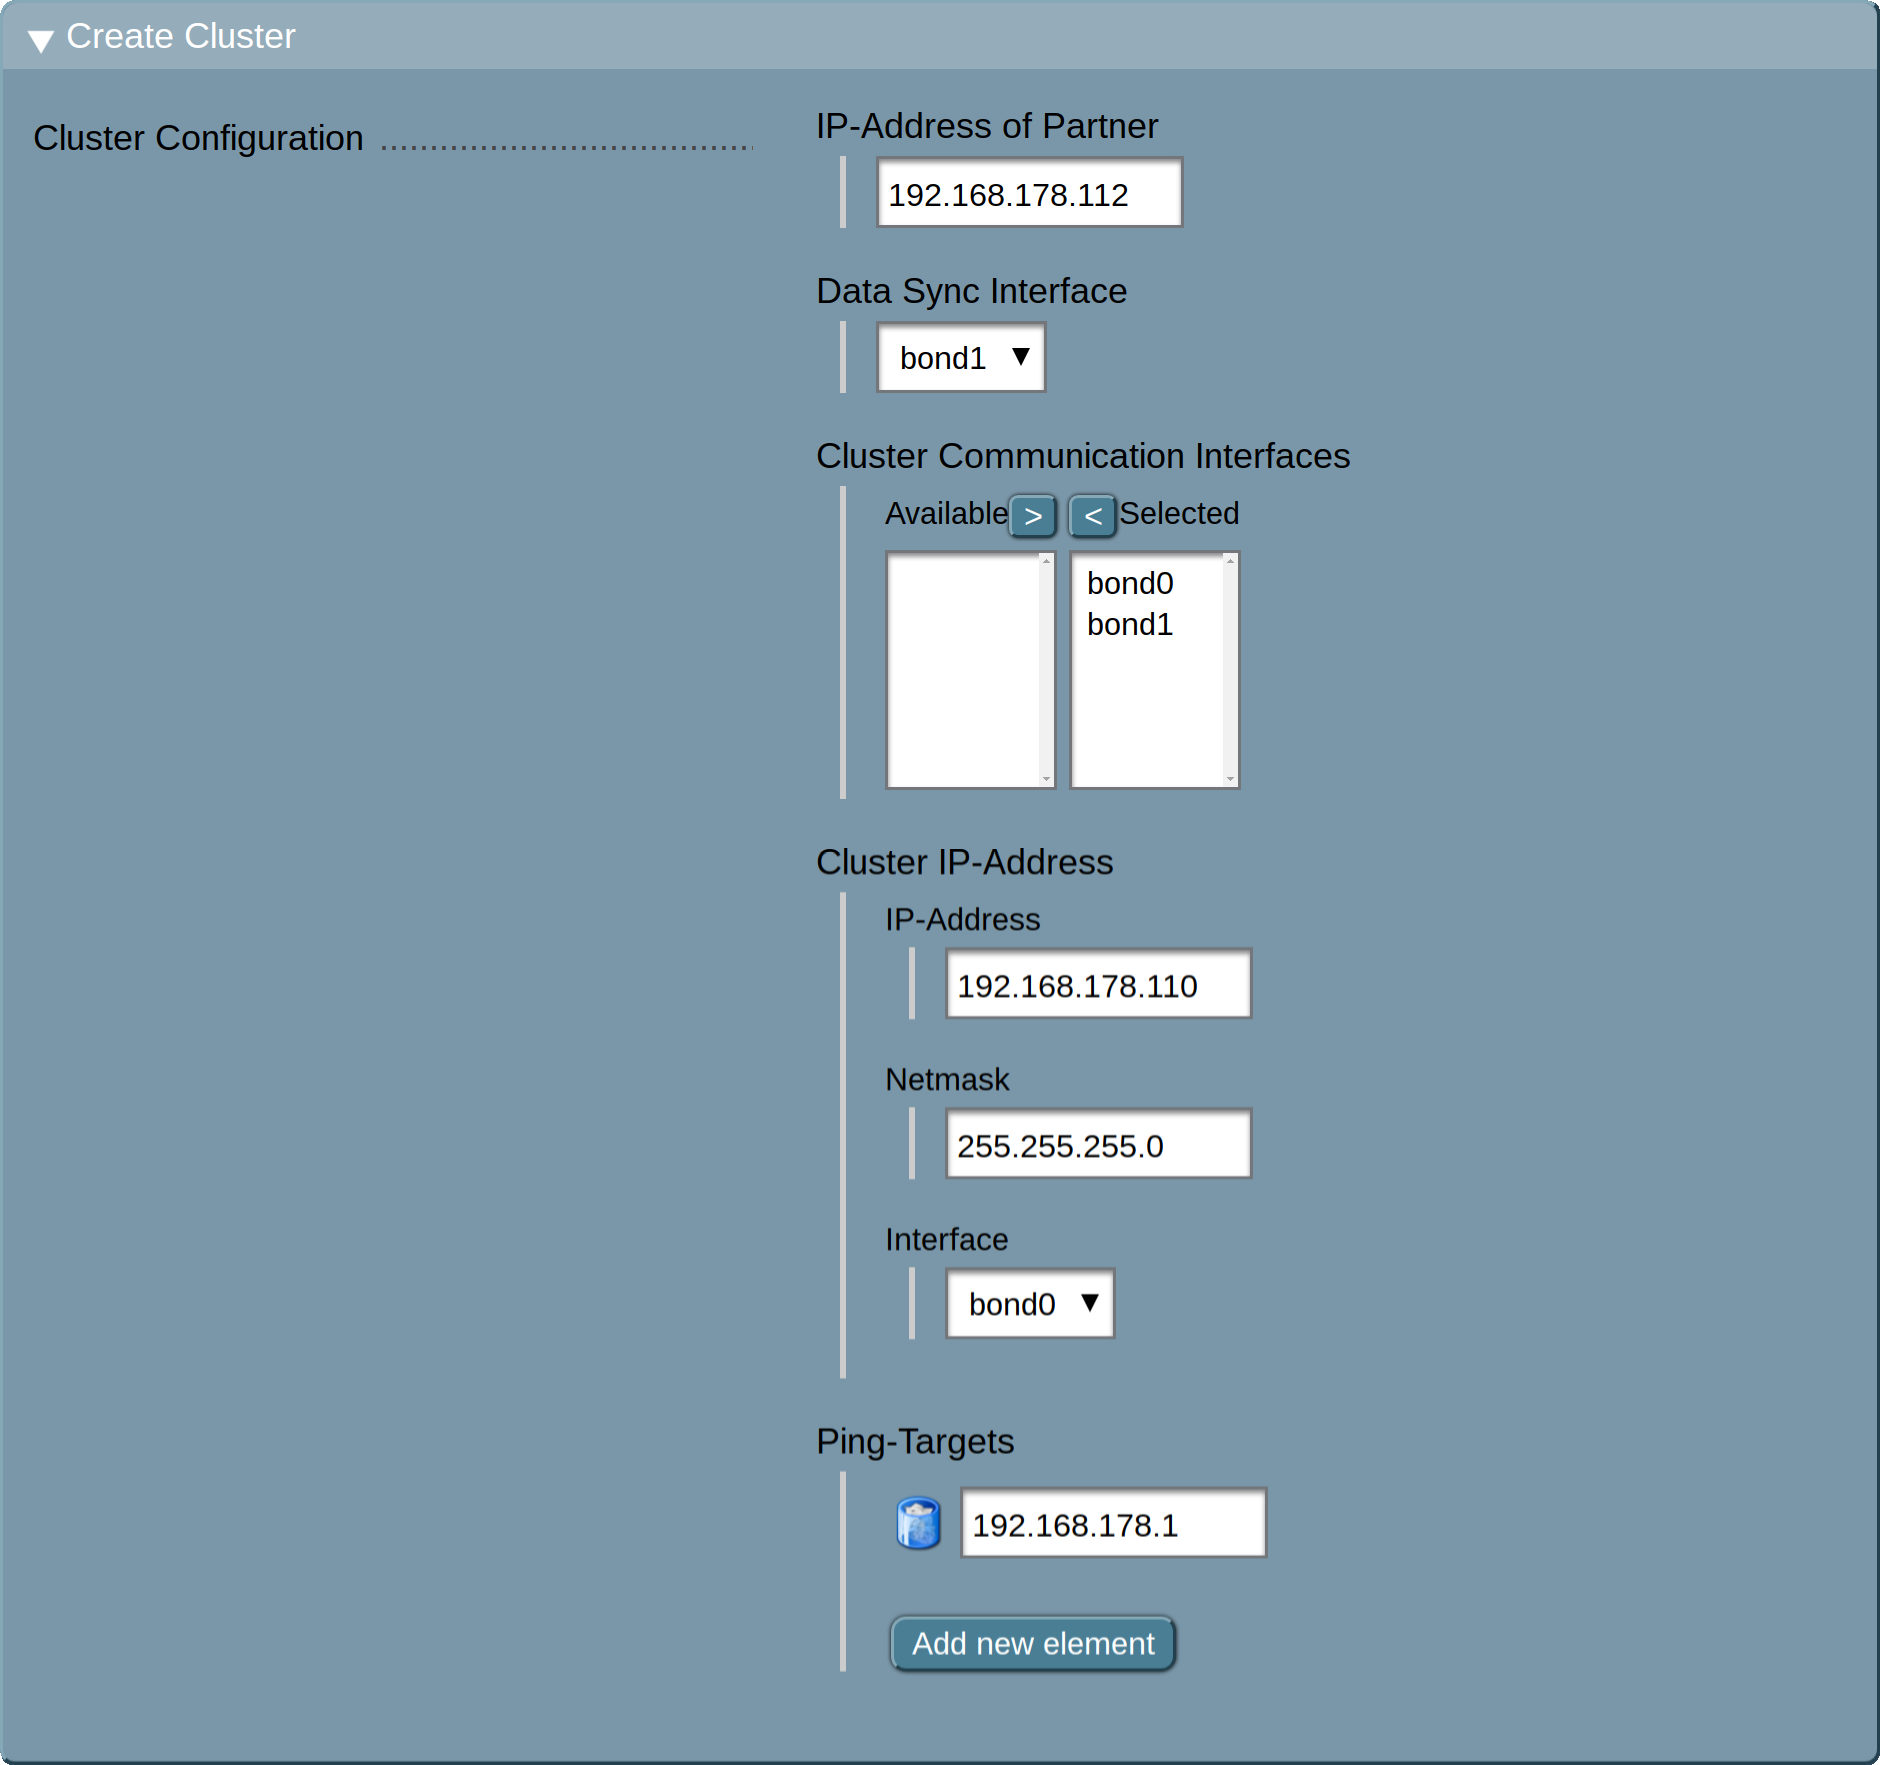 Create Cluster
Cluster Configuration
IP-Address of Partner
192.168.178.112
Data Sync Interface
bond1
Cluster Communication Interfaces
Available > < Selected
bond0
bond1
Cluster IP-Address
IP-Address
192.168.178.110
Netmask
255.255.255.0
Interface
bond0
Ping-Targets
192.168.178.1
Add new element